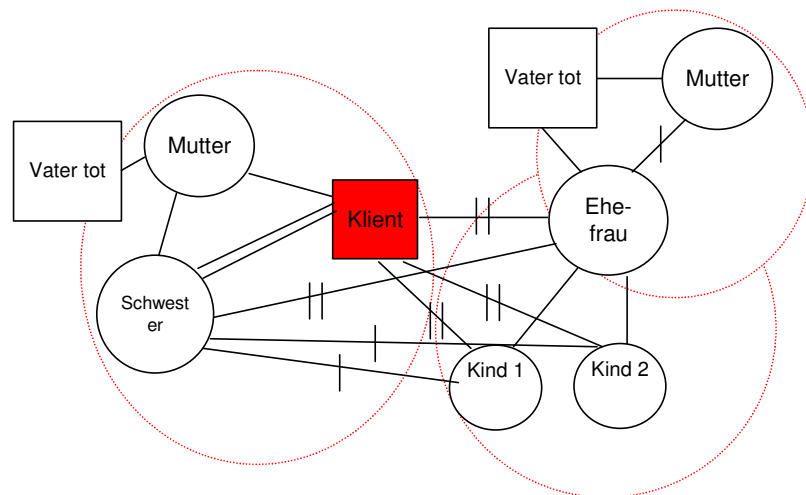 Vater tot
Mutter
Vater tot
Mutter
Klient
Ehe-
frau
Schwest
er
Kind 1
Kind 2